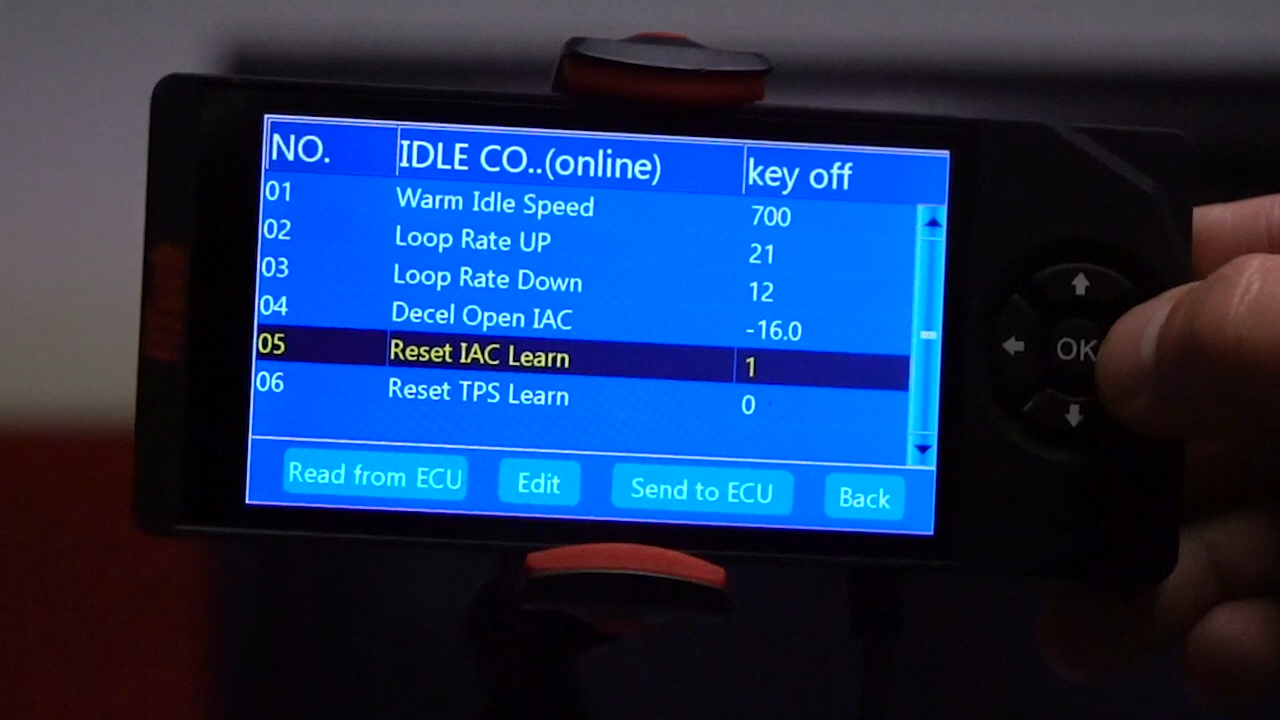 NO. IDLE CO..(online) key off
01 Warm Idle Speed 700
02 Loop Rate UP 21
03 Loop Rate Down 12
04 Decel Open IAC -16.0
05 Reset IAC Learn 1
06 Reset TPS Learn 0
Read from ECU Edit Send to ECU Back
OK